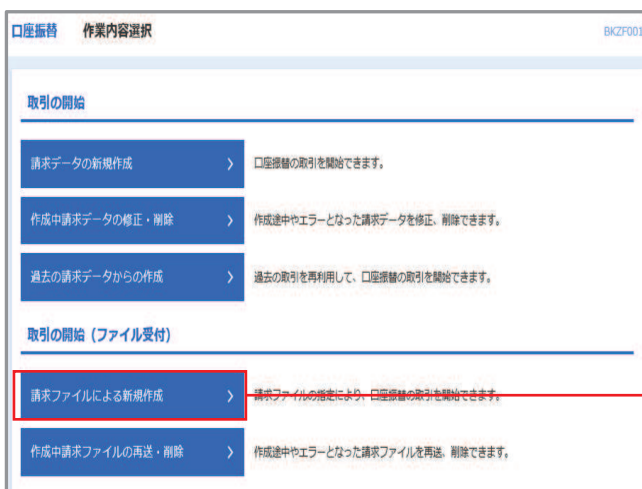 口座振替 作業内容選択 BKZF001
取引の開始
請求データの新規作成 > 口座振替の取引を開始できます。
作成中請求データの修正・削除 > 作成途中やエラーとなった請求データを修正、削除できます。
過去の請求データからの作成 > 過去の取引を再利用して、口座振替の取引を開始できます。
取引の開始（ファイル受付）
請求ファイルによる新規作成 > 請求ファイルの指定により、口座振替の取引を開始できます。
作成中請求ファイルの再送・削除 > 作成途中やエラーとなった請求ファイルを再送、削除できます。